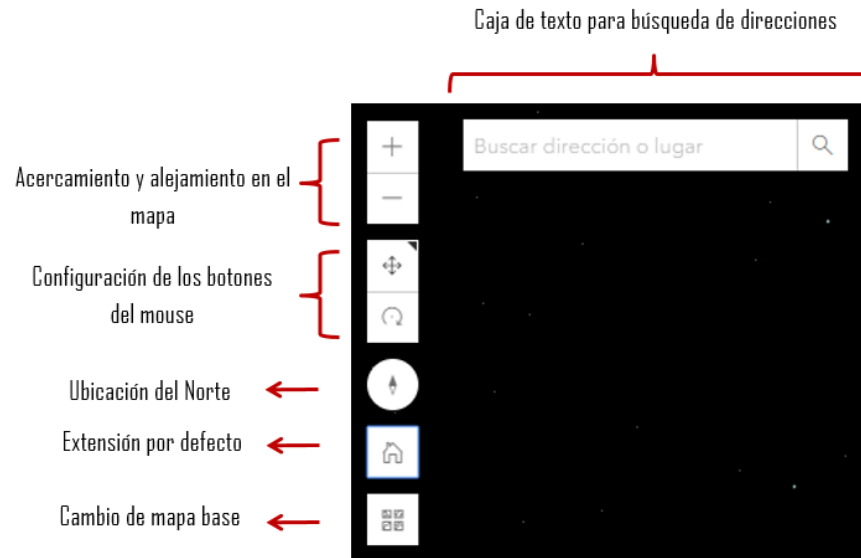 Caja de texto para búsqueda de direcciones
Buscar dirección o lugar
Acercamiento y alejamiento en el
mapa
Configuración de los botones
del mouse
Ubicación del Norte
Extensión por defecto
Cambio de mapa base